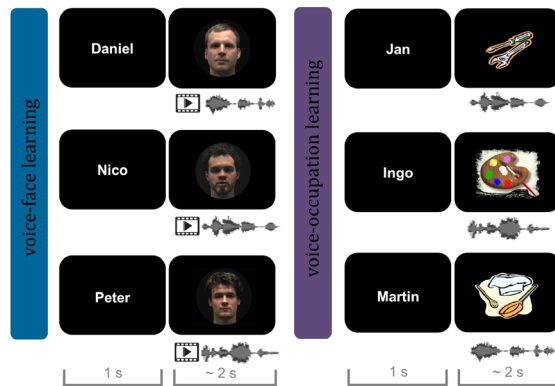 voice-face learning
Daniel
Nico
Peter
1 s
~ 2 s
voice-occupation learning
Jan
Ingo
Martin
1 s
~ 2 s